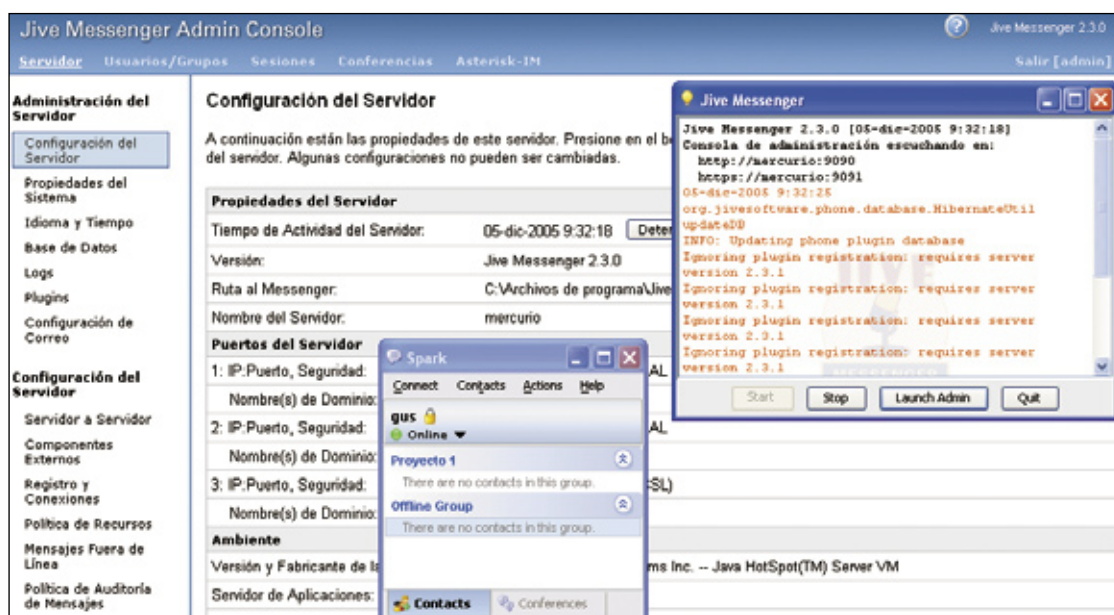 Jive Messenger Admin Console
Jive Messenger 2.3.0
Servidor Usuarios/Grupos Sesiones Conferencias Asterisk-IM
Salir [admin]
Administración del
Servidor
Configuración del
Servidor
Propiedades del
Sistema
Idioma y Tiempo
Base de Datos
Logs
Plugins
Configuración de
Correo
Configuración del
Servidor
Servidor a Servidor
Componentes
Externos
Registro y
Conexiones
Política de Recursos
Mensajes Fuera de
Línea
Política de Auditoría
de Mensajes
Configuración del Servidor
A continuación están las propiedades de este servidor. Presione en el b
del servidor. Algunas configuraciones no pueden ser cambiadas.
Propiedades del Servidor
Tiempo de Actividad del Servidor: 05-dic-2005 9:32:18 Deter
Versión: Jive Messenger 2.3.0
Ruta al Messenger: C:\Archivos de programa\Jive
Nombre del Servidor: mercurio
Puertos del Servidor
1: IP:Puerto, Seguridad: AL
Nombre(s) de Dominio:
2: IP:Puerto, Seguridad: AL
Nombre(s) de Dominio:
3: IP:Puerto, Seguridad: SSL)
Nombre(s) de Dominio:
Ambiente
Versión y Fabricante de la ms Inc. -- Java HotSpot(TM) Server VM
Servidor de Aplicaciones:
Jive Messenger
Jive Messenger 2.3.0 [05-dic-2005 9:32:18]
Consola de administración escuchando en:
http://mercurio:9090
https://mercurio:9091
05-dic-2005 9:32:25
org.jivesoftware.phone.database.HibernateUtil
updateDB
INFO: Updating phone plugin database
Ignoring plugin registration: requires server
version 2.3.1
Ignoring plugin registration: requires server
version 2.3.1
Ignoring plugin registration: requires server
version 2.3.1
Ignoring plugin registration: requires server
version 2.3.1
JIVE
MESSENGER
Start Stop Launch Admin Quit
Spark
Connect Contacts Actions Help
gus
Online
Proyecto 1
There are no contacts in this group.
Offline Group
There are no contacts in this group.
Contacts Conferences